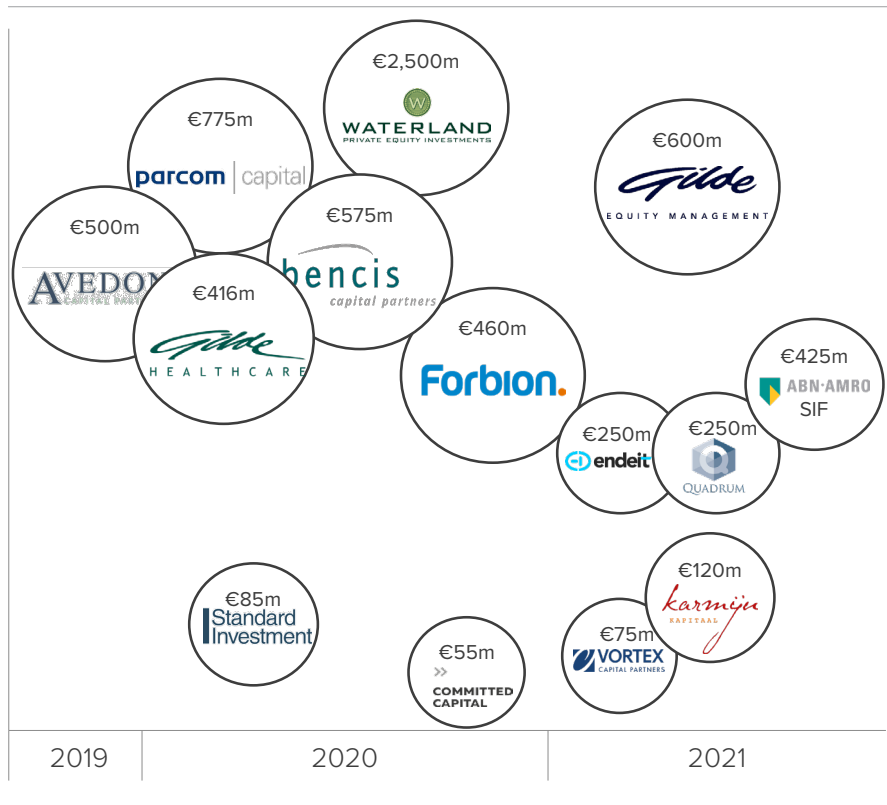 €2,500m
WATERLAND
PRIVATE EQUITY INVESTMENTS
€775m
parcom capital
€600m
Gilde
EQUITY MANAGEMENT
€500m
AVEDON
€575m
bencis
capital partners
€416m
Gilde
HEALTHCARE
€460m
Forbion.
€425m
ABN·AMRO
SIF
€250m
endeit
€250m
QUADRUM
€120m
karmijn
KAPITAAL
€85m
Standard
Investment
€75m
VORTEX
CAPITAL PARTNERS
€55m
COMMITTED
CAPITAL
2019 2020 2021